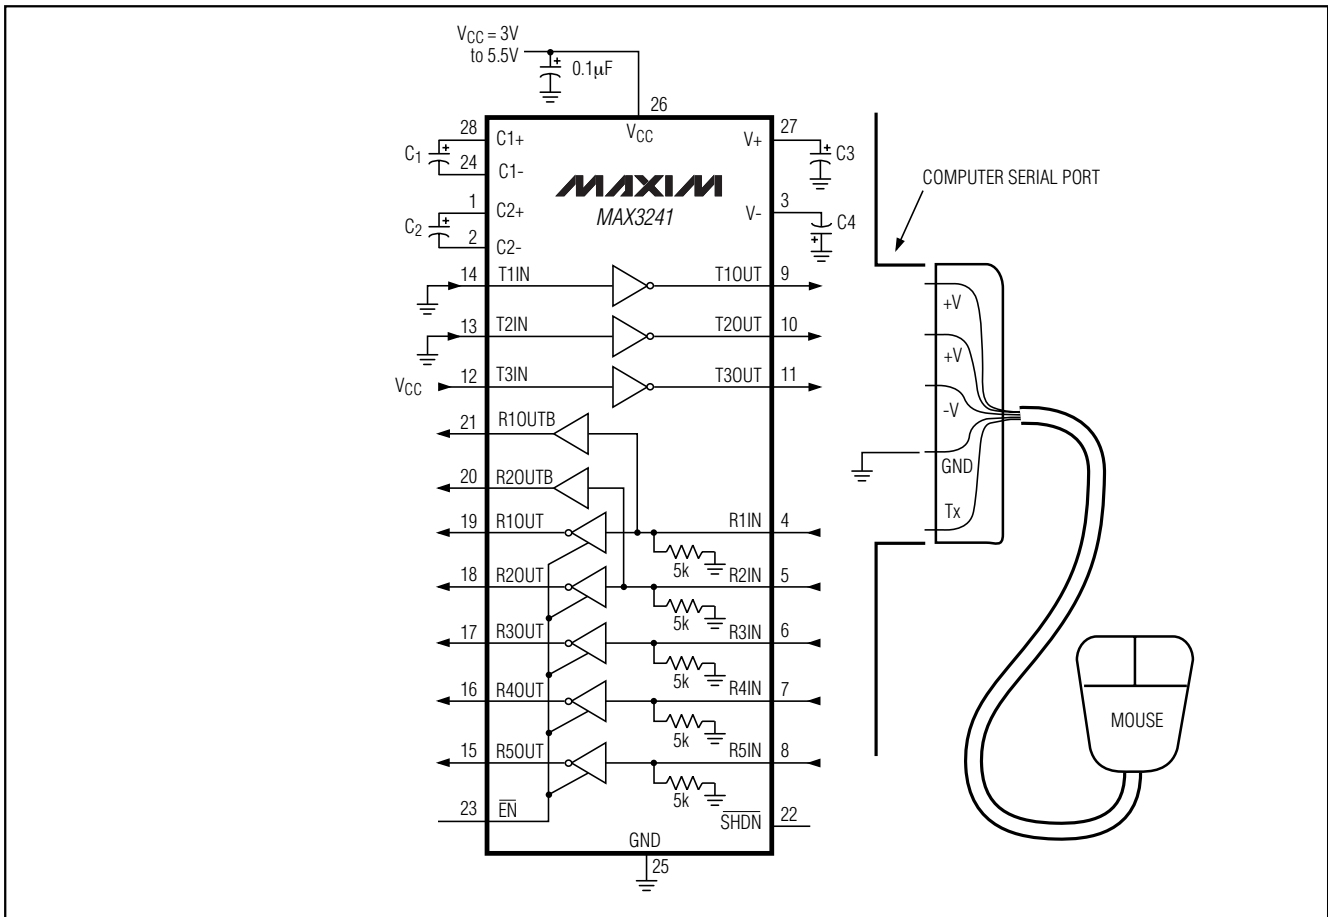 VCC = 3V
to 5.5V
0.1µF
26
VCC
28
C1+
C1
24
C1-
1
C2+
C2
2
C2-
27
V+
C3
3
V-
C4
MAXIM
MAX3241
14
T1IN
T1OUT
9
13
T2IN
T2OUT
10
VCC
12
T3IN
T3OUT
11
21
R1OUTB
20
R2OUTB
19
R1OUT
R1IN
4
5k
18
R2OUT
R2IN
5
5k
17
R3OUT
R3IN
6
5k
16
R4OUT
R4IN
7
5k
15
R5OUT
R5IN
8
5k
23
EN
SHDN
22
GND
25
COMPUTER SERIAL PORT
+V
+V
-V
GND
Tx
MOUSE